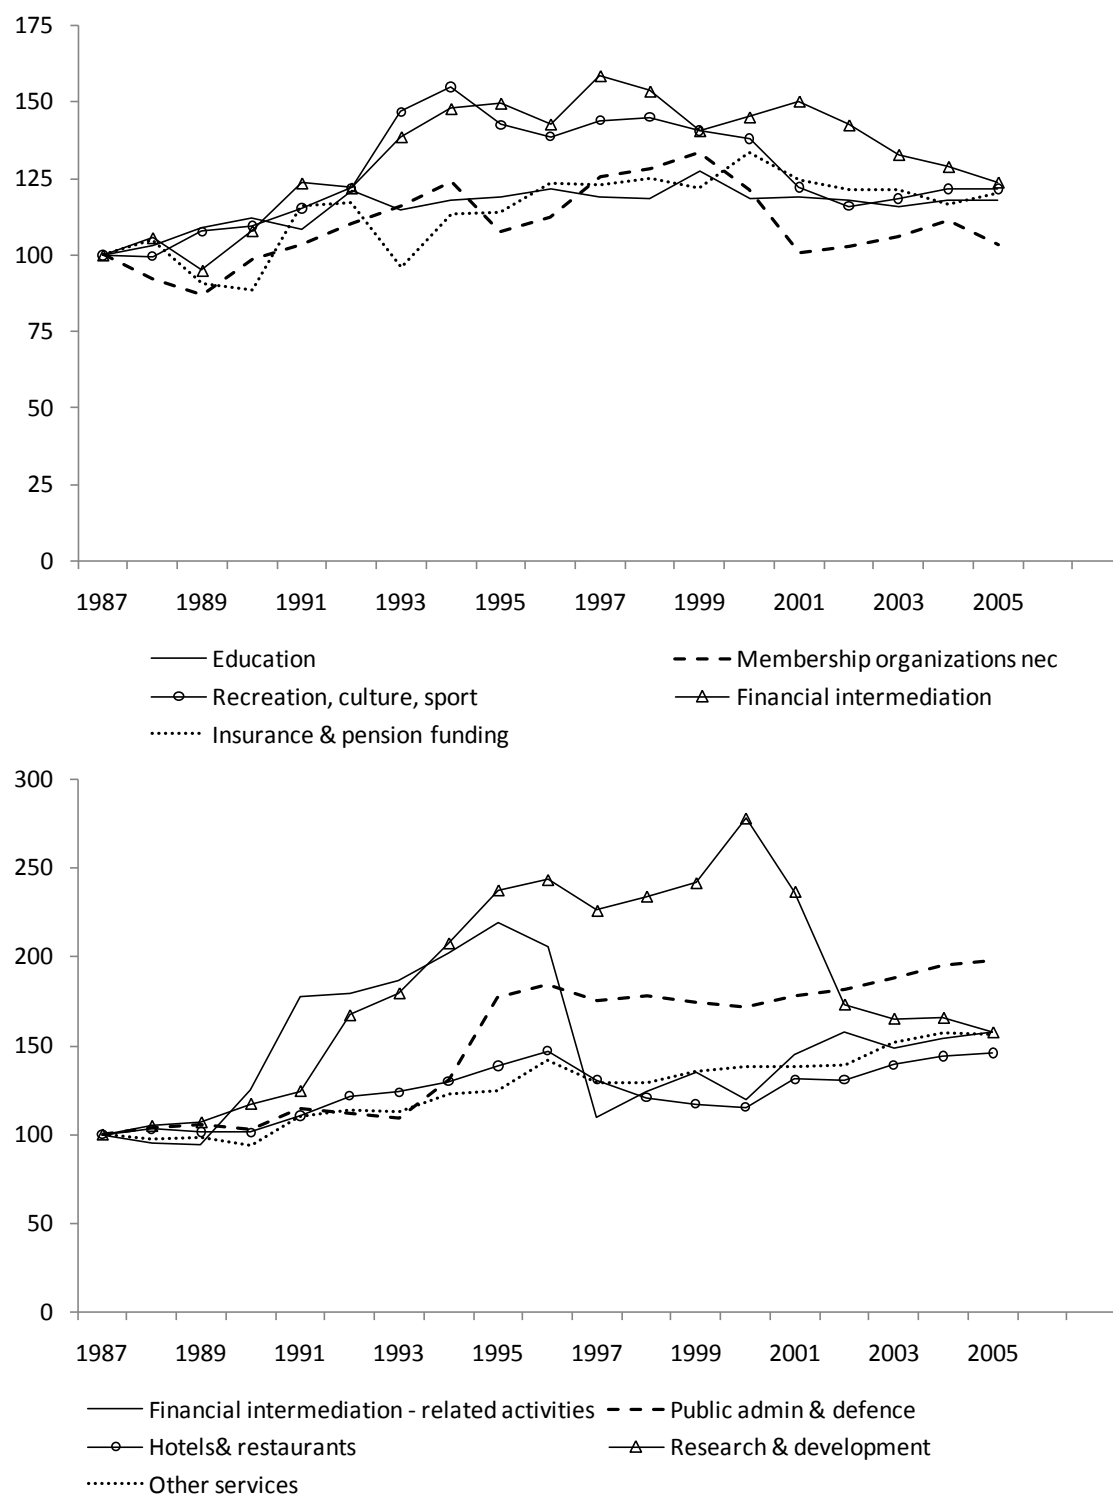 175
150
125
100
75
50
25
0
1987 1989 1991 1993 1995 1997 1999 2001 2003 2005
Education Membership organizations nec
Recreation, culture, sport Financial intermediation
Insurance & pension funding
300
250
200
150
100
50
0
1987 1989 1991 1993 1995 1997 1999 2001 2003 2005
Financial intermediation - related activities Public admin & defence
Hotels& restaurants Research & development
Other services